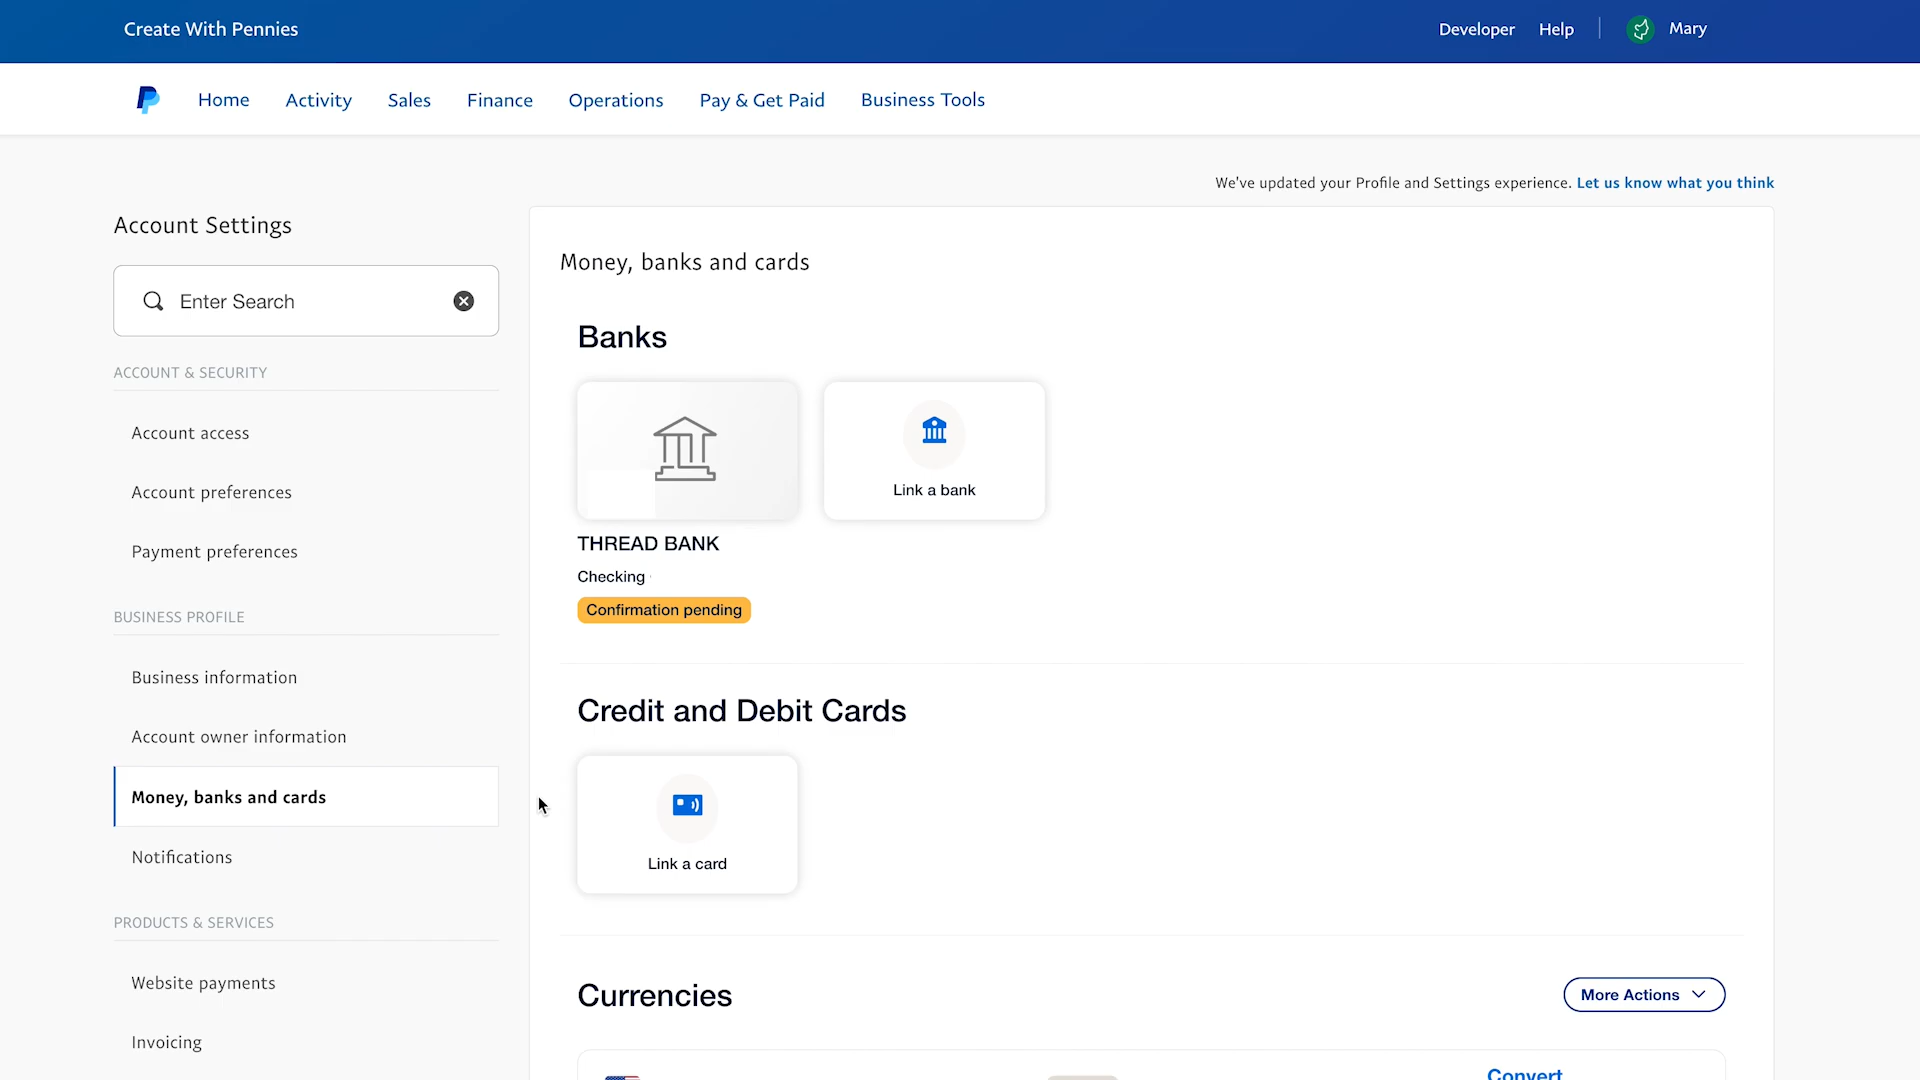 Create With Pennies
Developer
Help
Mary
Home
Activity
Sales
Finance
Operations
Pay & Get Paid
Business Tools
We've updated your Profile and Settings experience. Let us know what you think
Account Settings
Enter Search
ACCOUNT & SECURITY
Account access
Account preferences
Payment preferences
BUSINESS PROFILE
Business information
Account owner information
Money, banks and cards
Notifications
PRODUCTS & SERVICES
Website payments
Invoicing
Money, banks and cards
Banks
Link a bank
THREAD BANK
Checking
Confirmation pending
Credit and Debit Cards
Link a card
Currencies
More Actions
Convert